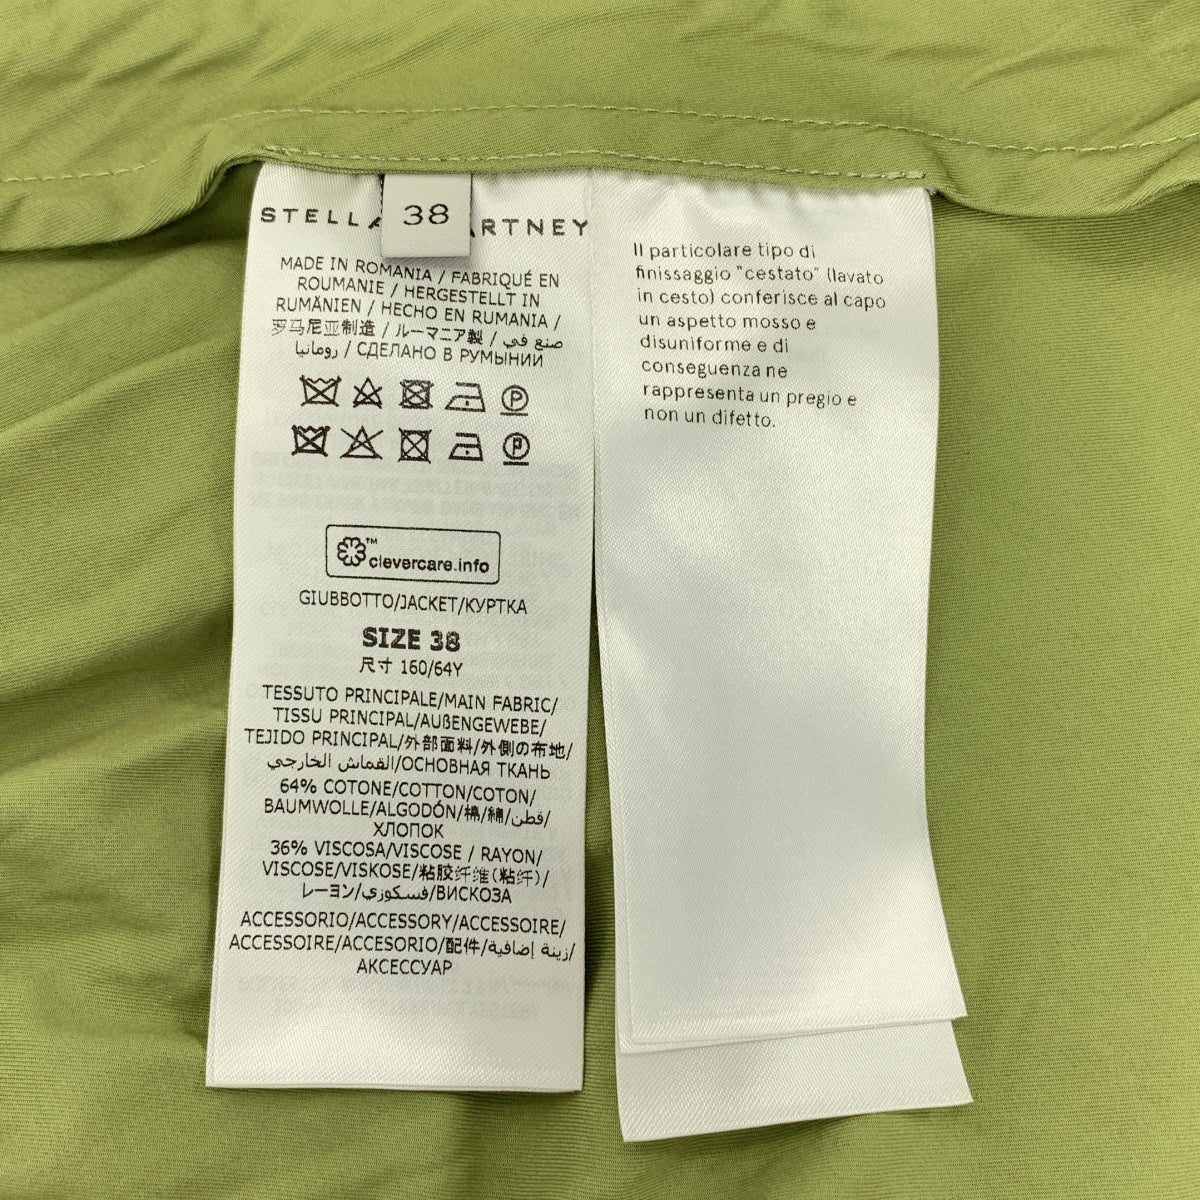 38
STELLA ARTNEY
MADE IN ROMANIA / FABRIQUÉ EN
ROUMANIE / HERGESTELLT IN
RUMÄNIEN / HECHO EN RUMANIA /
罗马尼亚制造 / ルーマニア製 / صنع في
رومانيا / СДЕЛАНО В РУМЫНИИ
P
P
TM
clevercare.info
GIUBBOTTO/JACKET/КУРТКА
SIZE 38
尺寸 160/64Y
TESSUTO PRINCIPALE/MAIN FABRIC/
TISSU PRINCIPAL/AUßENGEWEBE/
TEJIDO PRINCIPAL/外部面料/外側の布地/
القماش الخارجي/ОСНОВНАЯ ТКАНЬ
64% COTONE/COTTON/COTON/
BAUMWOLLE/ALGODÓN/棉/綿/قطن/
ХЛОПОК
36% VISCOSA/VISCOSE / RAYON/
VISCOSE/VISKOSE/粘胶纤维(粘纤)/
レーヨン/فسكوزي/ВИСКОЗА
ACCESSORIO/ACCESSORY/ACCESSOIRE/
ACCESSOIRE/ACCESORIO/配件/زينة إضافية/
АКСЕССУАР
Il particolare tipo di
finissaggio "cestato" (lavato
in cesto) conferisce al capo
un aspetto mosso e
disuniforme e di
conseguenza ne
rappresenta un pregio e
non un difetto.